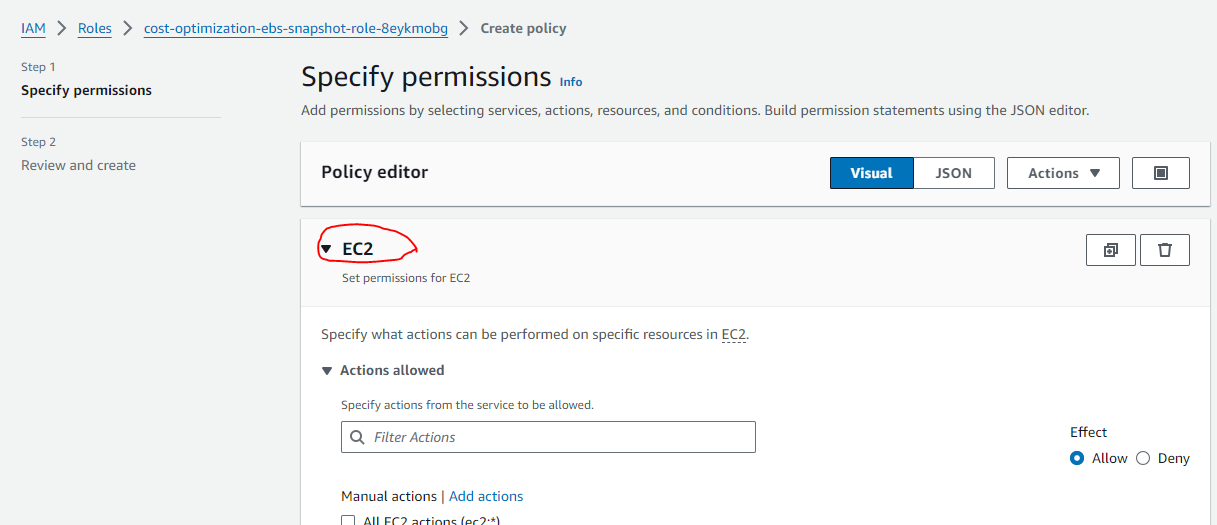 IAM > Roles > cost-optimization-ebs-snapshot-role-8eykmobg > Create policy
Step 1
Specify permissions
Step 2
Review and create
Specify permissions Info
Add permissions by selecting services, actions, resources, and conditions. Build permission statements using the JSON editor.
Policy editor
Visual JSON Actions
EC2
Set permissions for EC2
Specify what actions can be performed on specific resources in EC2.
Actions allowed
Specify actions from the service to be allowed.
Filter Actions
Effect
Allow Deny
Manual actions | Add actions
All EC2 actions (ec2:*)